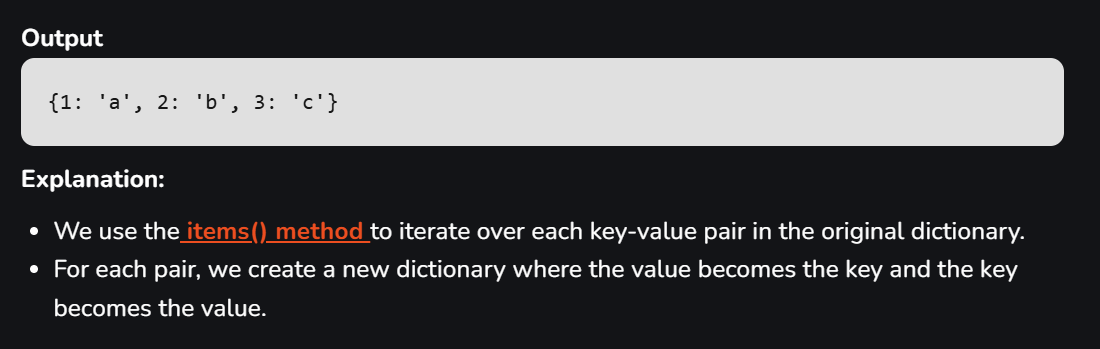 Output
{1: 'a', 2: 'b', 3: 'c'}
Explanation:
• We use the items() method to iterate over each key-value pair in the original dictionary.
• For each pair, we create a new dictionary where the value becomes the key and the key
becomes the value.